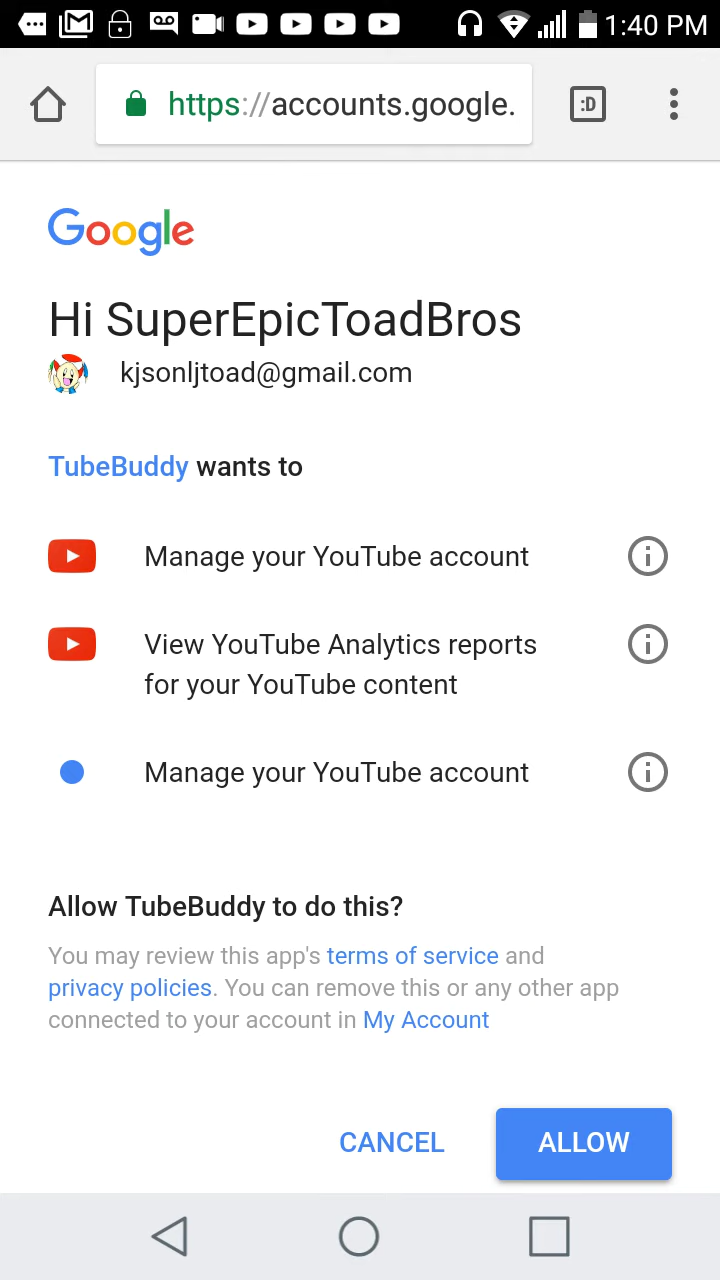 1:40 PM
https://accounts.google.
:D
Google
Hi SuperEpicToadBros
kjsonljtoad@gmail.com
TubeBuddy wants to
Manage your YouTube account
View YouTube Analytics reports
for your YouTube content
Manage your YouTube account
Allow TubeBuddy to do this?
You may review this app's terms of service and
privacy policies. You can remove this or any other app
connected to your account in My Account
CANCEL
ALLOW